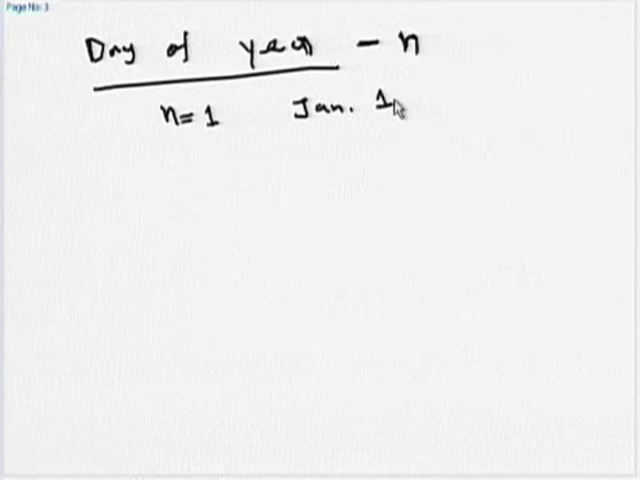 Page No: 3
Day of year - n
n = 1 Jan. 1